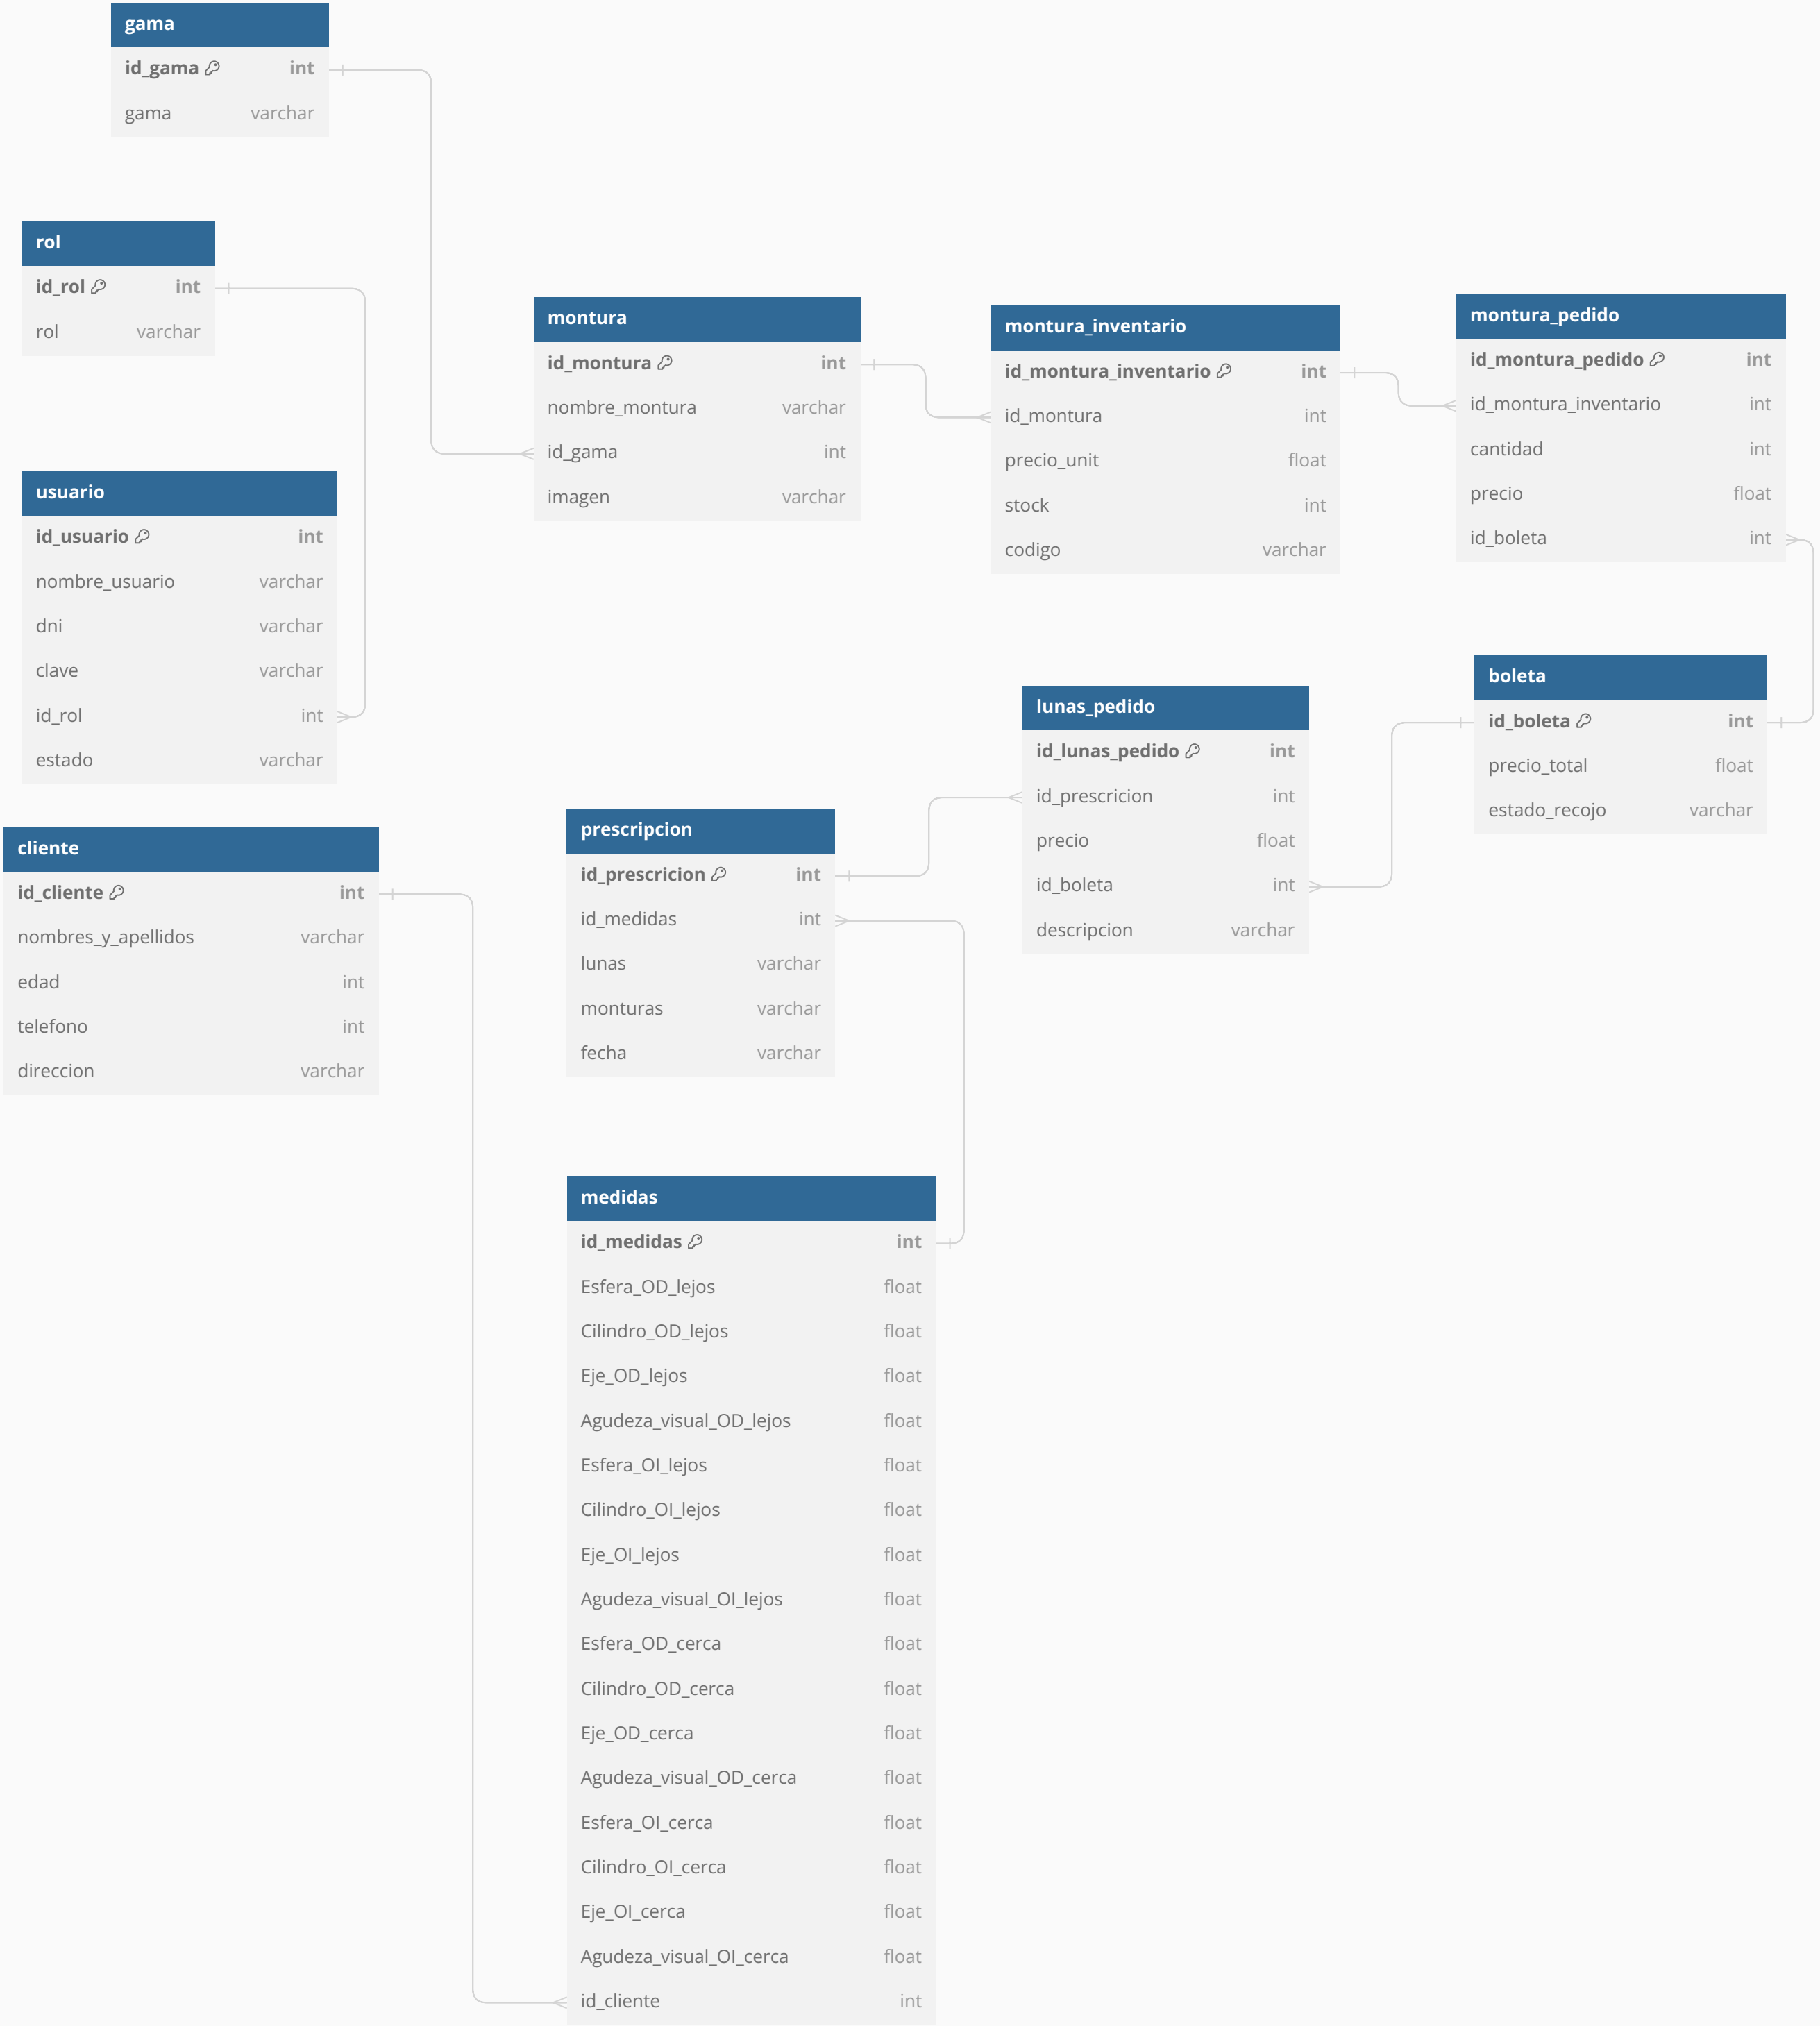 gama
id_gama int
gama varchar
rol
id_rol int
rol varchar
usuario
id_usuario int
nombre_usuario varchar
dni varchar
clave varchar
id_rol int
estado varchar
cliente
id_cliente int
nombres_y_apellidos varchar
edad int
telefono int
direccion varchar
montura
id_montura int
nombre_montura varchar
id_gama int
imagen varchar
montura_inventario
id_montura_inventario int
id_montura int
precio_unit float
stock int
codigo varchar
montura_pedido
id_montura_pedido int
id_montura_inventario int
cantidad int
precio float
id_boleta int
boleta
id_boleta int
precio_total float
estado_recojo varchar
lunas_pedido
id_lunas_pedido int
id_prescricion int
precio float
id_boleta int
descripcion varchar
prescripcion
id_prescricion int
id_medidas int
lunas varchar
monturas varchar
fecha varchar
medidas
id_medidas int
Esfera_OD_lejos float
Cilindro_OD_lejos float
Eje_OD_lejos float
Agudeza_visual_OD_lejos float
Esfera_OI_lejos float
Cilindro_OI_lejos float
Eje_OI_lejos float
Agudeza_visual_OI_lejos float
Esfera_OD_cerca float
Cilindro_OD_cerca float
Eje_OD_cerca float
Agudeza_visual_OD_cerca float
Esfera_OI_cerca float
Cilindro_OI_cerca float
Eje_OI_cerca float
Agudeza_visual_OI_cerca float
id_cliente int